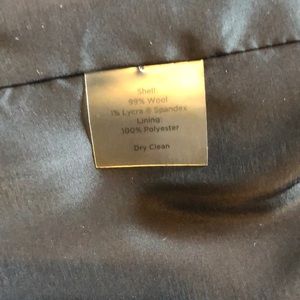 Shell:
99% Wool
1% Lycra ® Spandex
Lining:
100% Polyester
Dry Clean